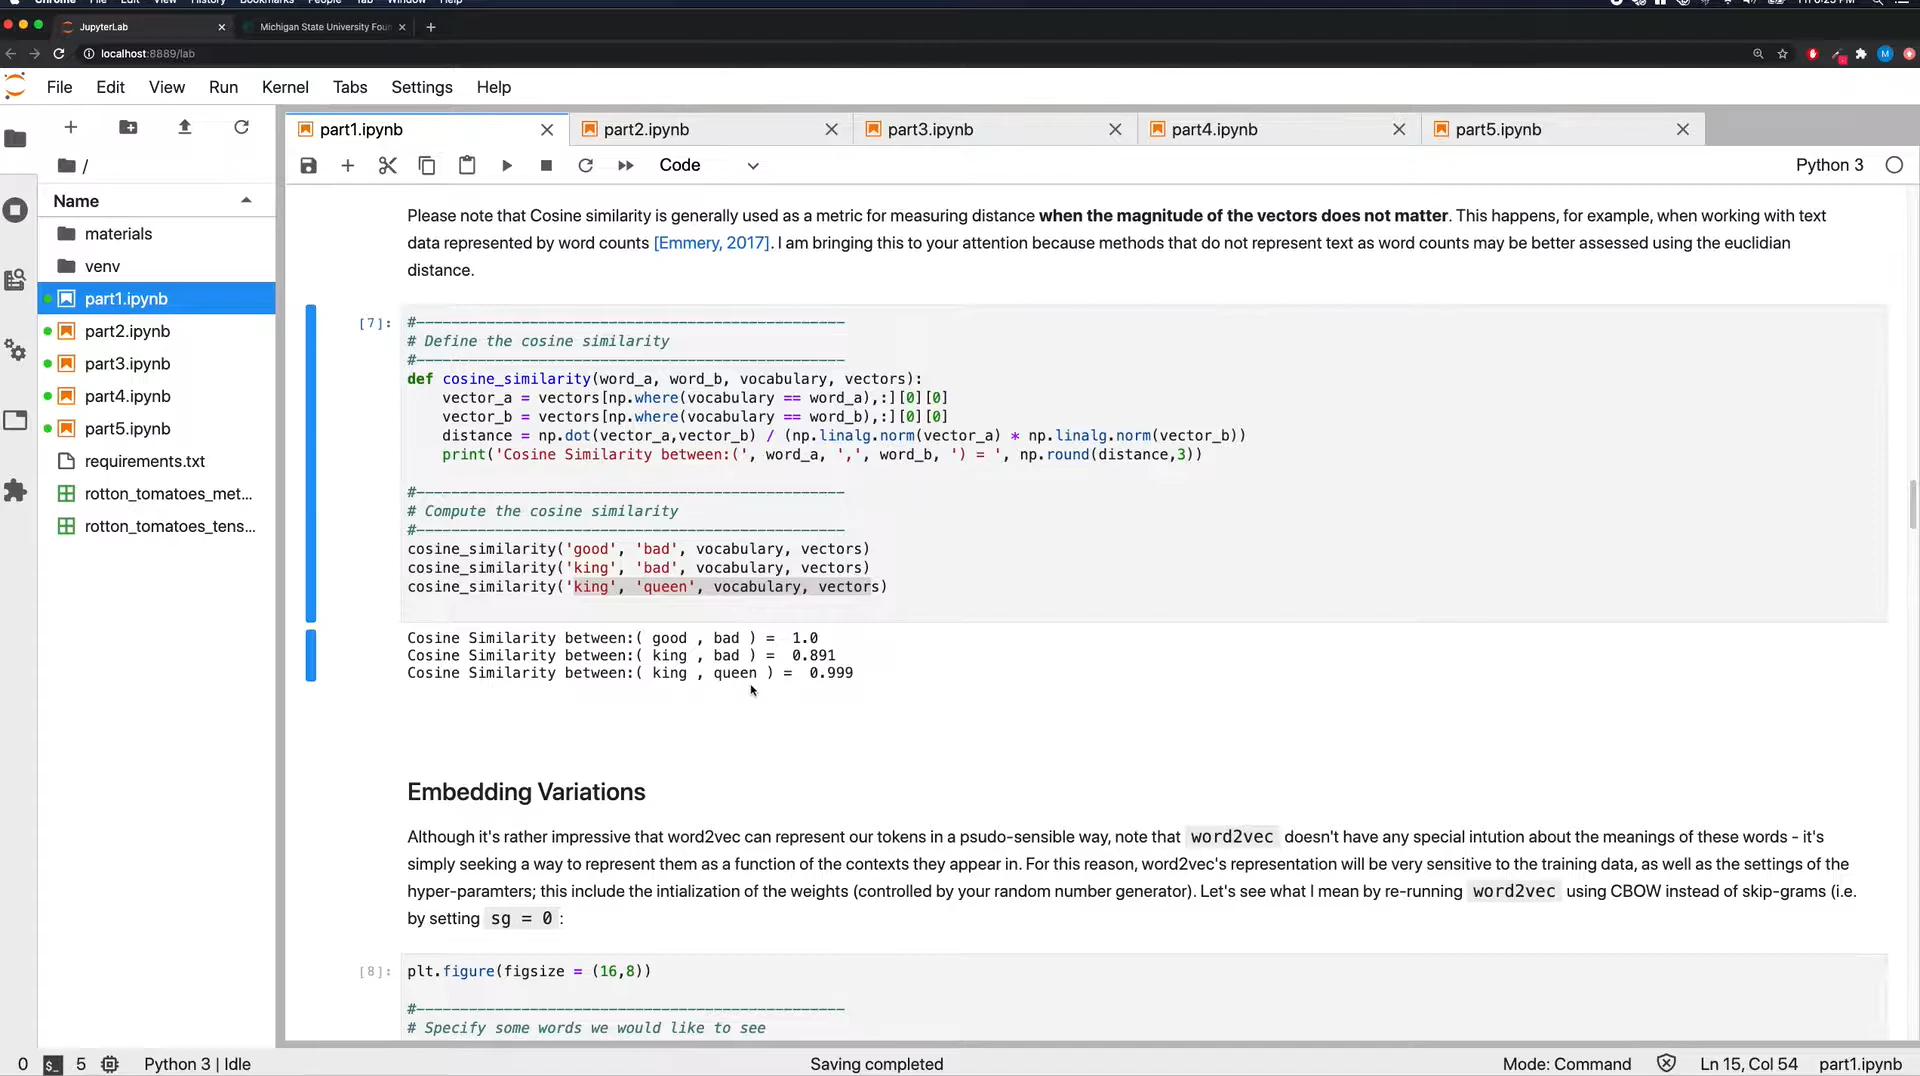 Chrome File Edit View History Bookmarks People Tab Window Help
JupyterLab
Michigan State University Foun
localhost:8889/lab
M
File Edit View Run Kernel Tabs Settings Help
part1.ipynb
part2.ipynb
part3.ipynb
part4.ipynb
part5.ipynb
Code
Python 3
/
Name
materials
venv
part1.ipynb
part2.ipynb
part3.ipynb
part4.ipynb
part5.ipynb
requirements.txt
rotton_tomatoes_met...
rotton_tomatoes_tens...
Please note that Cosine similarity is generally used as a metric for measuring distance when the magnitude of the vectors does not matter. This happens, for example, when working with text
data represented by word counts [Emmery, 2017]. I am bringing this to your attention because methods that do not represent text as word counts may be better assessed using the euclidian
distance.
[7]:
#-------------------------------------------------
# Define the cosine similarity
#-------------------------------------------------
def cosine_similarity(word_a, word_b, vocabulary, vectors):
vector_a = vectors[np.where(vocabulary == word_a),:][0][0]
vector_b = vectors[np.where(vocabulary == word_b),:][0][0]
distance = np.dot(vector_a,vector_b) / (np.linalg.norm(vector_a) * np.linalg.norm(vector_b))
print('Cosine Similarity between:(', word_a, ',', word_b, ') = ', np.round(distance,3))
#-------------------------------------------------
# Compute the cosine similarity
#-------------------------------------------------
cosine_similarity('good', 'bad', vocabulary, vectors)
cosine_similarity('king', 'bad', vocabulary, vectors)
cosine_similarity('king', 'queen', vocabulary, vectors)
Cosine Similarity between:( good , bad ) =  1.0
Cosine Similarity between:( king , bad ) =  0.891
Cosine Similarity between:( king , queen ) =  0.999
Embedding Variations
Although it's rather impressive that word2vec can represent our tokens in a psudo-sensible way, note that word2vec doesn't have any special intution about the meanings of these words - it's
simply seeking a way to represent them as a function of the contexts they appear in. For this reason, word2vec's representation will be very sensitive to the training data, as well as the settings of the
hyper-paramters; this include the intialization of the weights (controlled by your random number generator). Let's see what I mean by re-running word2vec using CBOW instead of skip-grams (i.e.
by setting sg = 0 :
[8]:
plt.figure(figsize = (16,8))
#-------------------------------------------------
# Specify some words we would like to see
0 5 Python 3 | Idle
Saving completed
Mode: Command
Ln 15, Col 54
part1.ipynb